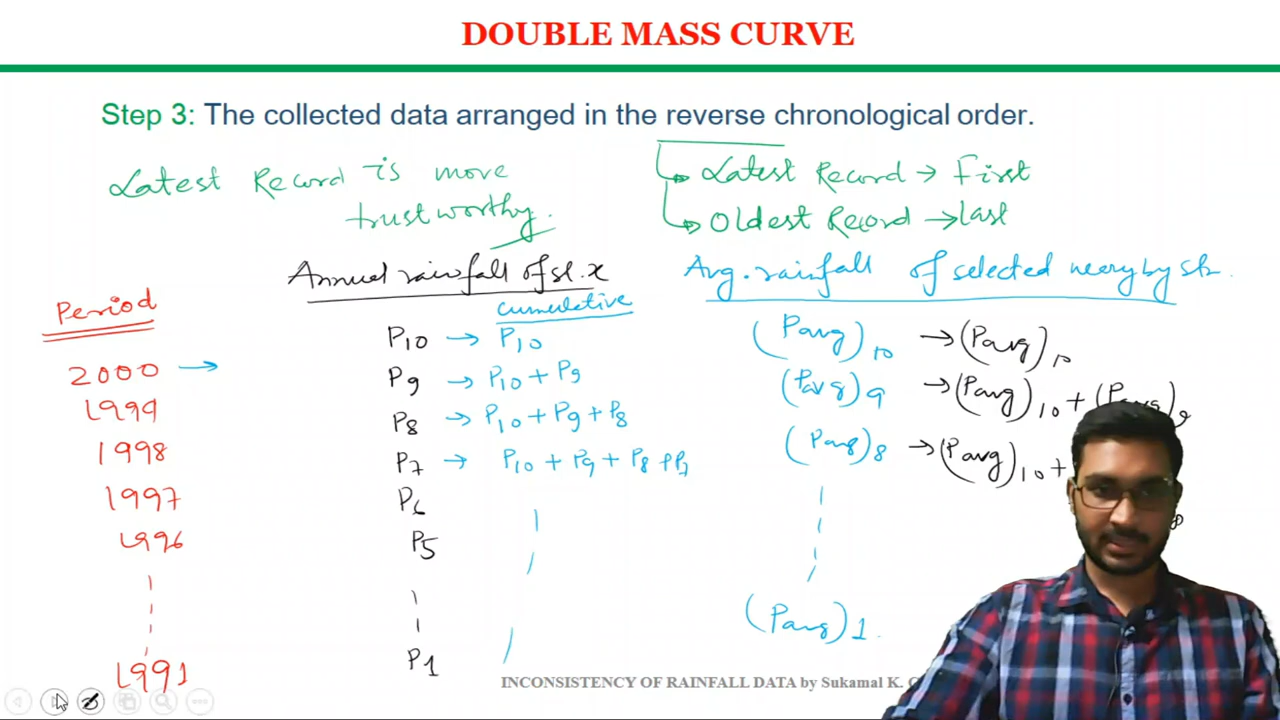 DOUBLE MASS CURVE
Step 3: The collected data arranged in the reverse chronological order.
Latest Record is more
trustworthy.
Latest Record → First
Oldest Record → last
Annual rainfall of st. x
Avg. rainfall of selected
Period
cumulative
P10 → P10
(Pavg)10 → (Pavg)10
2000 →
P9 → P10 + P9
(Pavg)9 → (Pavg)10 + (Pavg)9
1999
P8 → P10 + P9 + P8
1998
(Pavg)8 → (Pavg)10 +
P7 → P10 + P9 + P8 + P7
1997
P6
1996
P5
(Pavg)1
1991
P1
INCONSISTENCY OF RAINFALL DATA by Sukamal K.